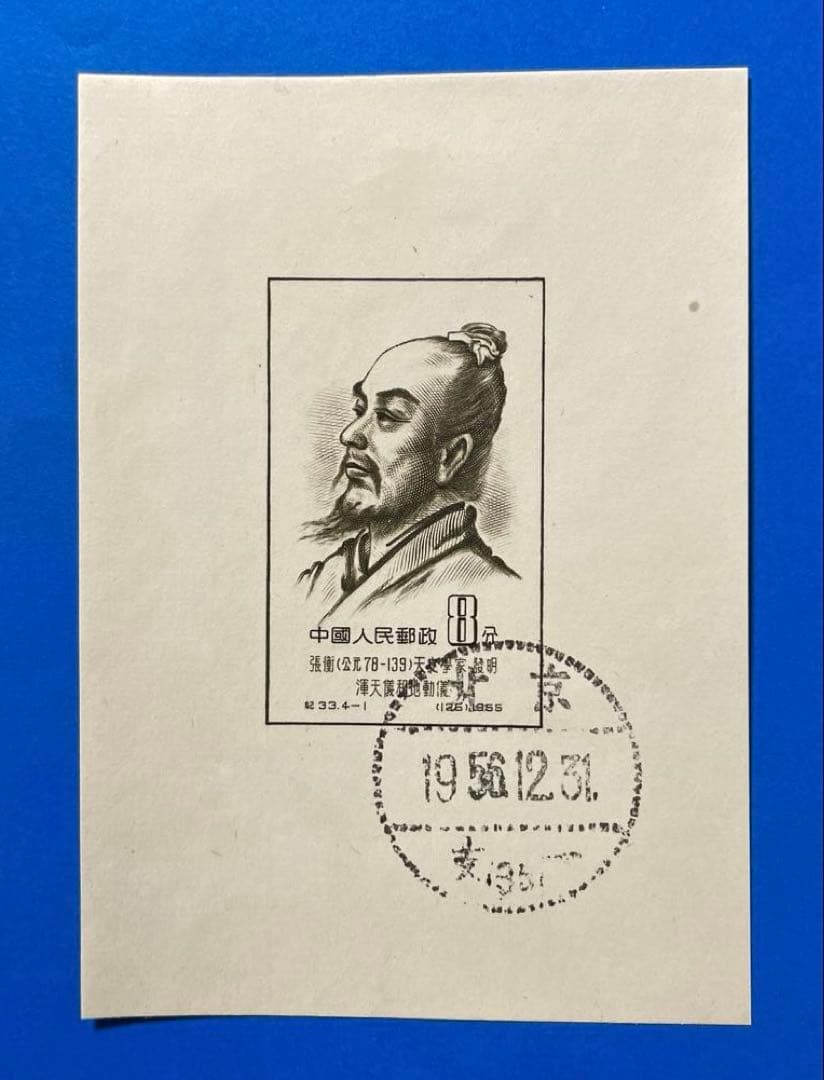 中國人民郵政 8分
張衡(公元78-139)天文學家,發明
渾天儀和地動儀
紀33.4-1 (126)1955
北京
1956.12.31.
支